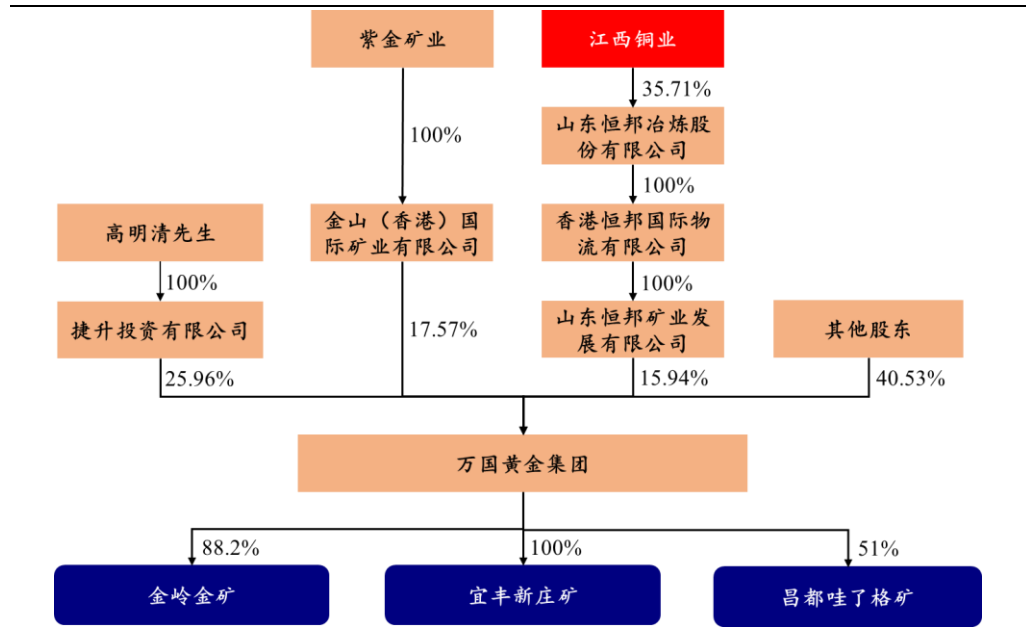 紫金矿业
江西铜业
35.71%
100%
山东恒邦冶炼股
份有限公司
100%
高明清先生
金山（香港）国
际矿业有限公司
香港恒邦国际物
流有限公司
100%
100%
捷升投资有限公司
17.57%
山东恒邦矿业发
展有限公司
其他股东
25.96%
15.94%
40.53%
万国黄金集团
88.2%
100%
51%
金岭金矿
宜丰新庄矿
昌都哇了格矿